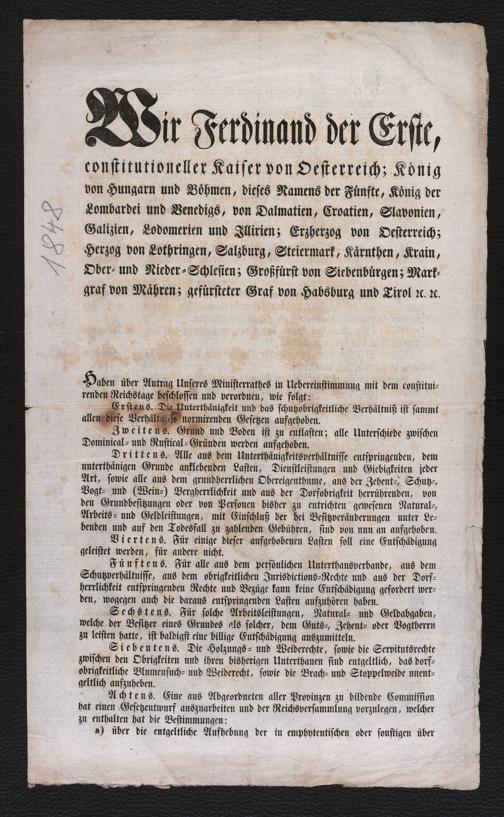 Wir Ferdinand der Erste,
constitutioneller Kaiser von Oesterreich; König
von Hungarn und Böhmen, dieses Namens der Fünfte, König der
Lombardei und Venedigs, von Dalmatien, Croatien, Slavonien,
Galizien, Lodomerien und Illirien; Erzherzog von Oesterreich;
Herzog von Lothringen, Salzburg, Steiermark, Kärnthen, Krain,
Ober- und Nieder-Schlesien; Großfürst von Siebenbürgen; Mark-
graf von Mähren; gefürsteter Graf von Habsburg und Tirol ꝛc. ꝛc.
1848
Haben über Antrag Unseres Ministerrathes in Uebereinstimmung mit dem constitui-
renden Reichstage beschlossen und verordnen, wie folgt:
Erstens. Die Unterthänigkeit und das schutzobrigkeitliche Verhältniß ist sammt
allen diese Verhältnisse normirenden Gesetzen aufgehoben.
Zweitens. Grund und Boden ist zu entlasten; alle Unterschiede zwischen
Dominical- und Rustical-Gründen werden aufgehoben.
Drittens. Alle aus dem Unterthänigkeitsverhältnisse entspringenden, dem
unterthänigen Grunde anklebenden Lasten, Dienstleistungen und Giebigkeiten jeder
Art, sowie alle aus dem grundherrlichen Obereigenthume, aus der Zehent-, Schutz-,
Vogt- und (Wein-) Bergherrlichkeit und aus der Dorfobrigkeit herrührenden, von
den Grundbesitzungen oder von Personen bisher zu entrichten gewesenen Natural-,
Arbeits- und Geldleistungen, mit Einschluß der bei Besitzveränderungen unter Le-
benden und auf den Todesfall zu zahlenden Gebühren, sind von nun an aufgehoben.
Viertens. Für einige dieser aufgehobenen Lasten soll eine Entschädigung
geleistet werden, für andere nicht.
Fünftens. Für alle aus dem persönlichen Unterthansverbande, aus dem
Schutzverhältnisse, aus dem obrigkeitlichen Jurisdictions-Rechte und aus der Dorf-
herrlichkeit entspringenden Rechte und Bezüge kann keine Entschädigung gefordert wer-
den, wogegen auch die daraus entspringenden Lasten aufzuhören haben.
Sechstens. Für solche Arbeitsleistungen, Natural- und Geldabgaben,
welche der Besitzer eines Grundes als solcher, dem Guts-, Zehent- oder Vogtherrn
zu leisten hatte, ist baldigst eine billige Entschädigung auszumitteln.
Siebentens. Die Holzungs- und Weiderechte, sowie die Servitutsrechte
zwischen den Obrigkeiten und ihren bisherigen Unterthanen sind entgeltlich, das dorf-
obrigkeitliche Blumensuch- und Weiderecht, sowie die Brach- und Stoppelweide unent-
geltlich aufzuheben.
Achtens. Eine aus Abgeordneten aller Provinzen zu bildende Commission
hat einen Gesetzentwurf auszuarbeiten und der Reichsversammlung vorzulegen, welcher
zu enthalten hat die Bestimmungen:
a) über die entgeltliche Aufhebung der in emphyteutischen oder sonstigen über